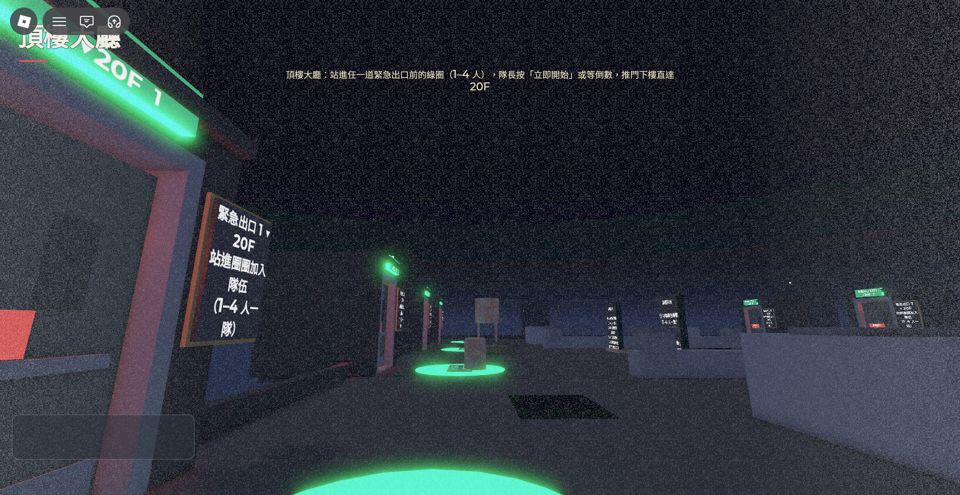 頂樓大廳
頂樓大廳：站進任一道緊急出口前的綠圈（1–4 人），隊長按「立即開始」或等倒數，推門下樓直達
20F
▼20F 1
緊急出口 1 ▼
20F
站進圈圈加入
隊伍
（1–4 人一
隊）